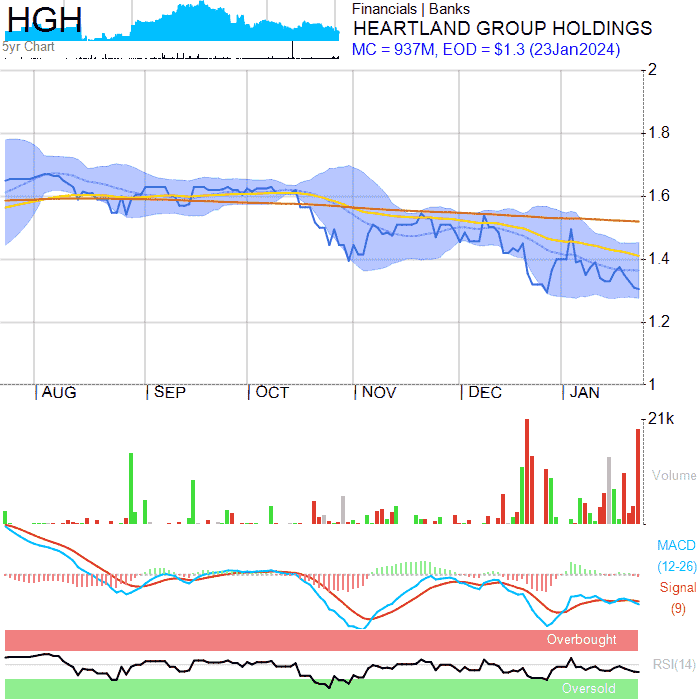 HGH
5yr Chart
Financials | Banks
HEARTLAND GROUP HOLDINGS
MC = 937M, EOD = $1.3 (23Jan2024)
2
1.8
1.6
1.4
1.2
1
AUG
SEP
OCT
NOV
DEC
JAN
21k
Volume
MACD
(12-26)
Signal
(9)
Overbought
RSI(14)
Oversold